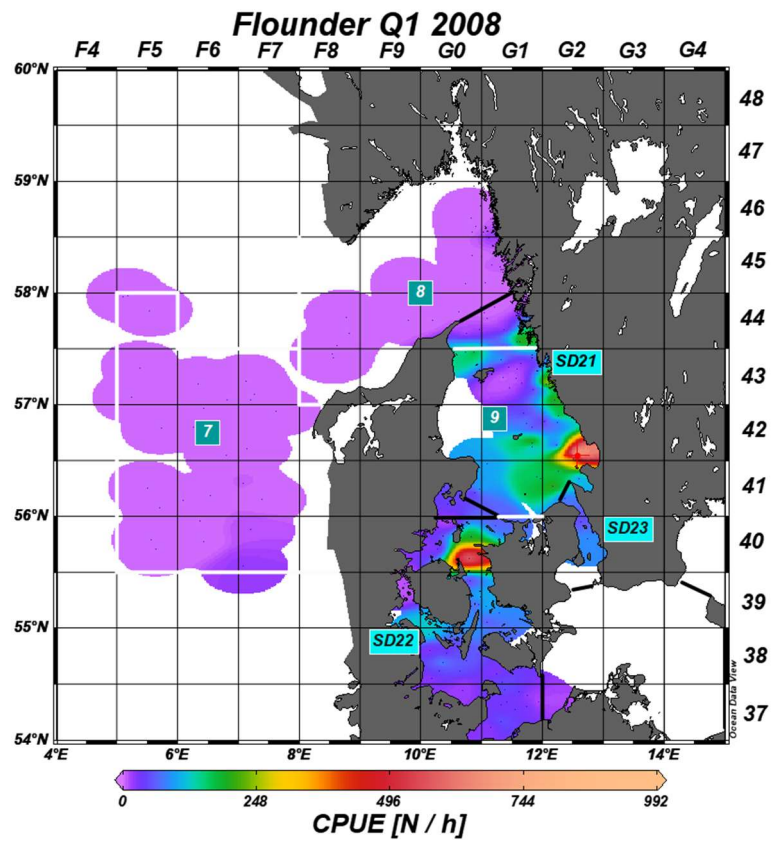 Flounder Q1 2008
F4 F5 F6 F7 F8 F9 G0 G1 G2 G3 G4
60°N
48
47
59°N
46
45
58°N
8
44
SD21
43
57°N
9
7
42
41
56°N
SD23
40
39
55°N
SD22
38
37
54°N
Ocean Data View
4°E 6°E 8°E 10°E 12°E 14°E
0 248 496 744 992
CPUE [N / h]